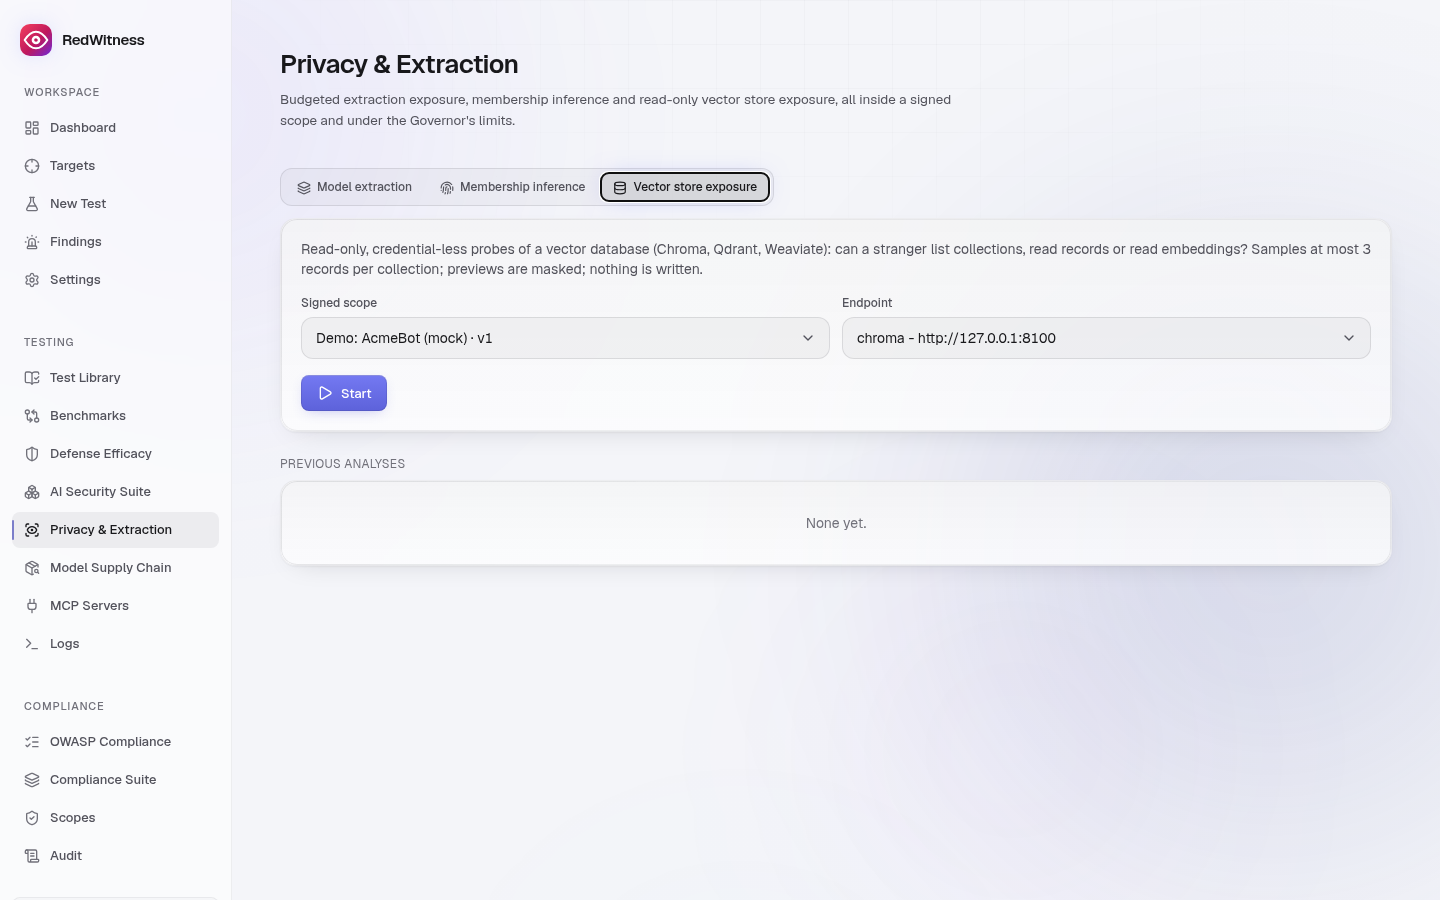 RedWitness
WORKSPACE
Dashboard
Targets
New Test
Findings
Settings
TESTING
Test Library
Benchmarks
Defense Efficacy
AI Security Suite
Privacy & Extraction
Model Supply Chain
MCP Servers
Logs
COMPLIANCE
OWASP Compliance
Compliance Suite
Scopes
Audit
Privacy & Extraction
Budgeted extraction exposure, membership inference and read-only vector store exposure, all inside a signed
scope and under the Governor's limits.
Model extraction
Membership inference
Vector store exposure
Read-only, credential-less probes of a vector database (Chroma, Qdrant, Weaviate): can a stranger list collections, read records or read embeddings? Samples at most 3
records per collection; previews are masked; nothing is written.
Signed scope
Demo: AcmeBot (mock) · v1
Endpoint
chroma - http://127.0.0.1:8100
Start
PREVIOUS ANALYSES
None yet.